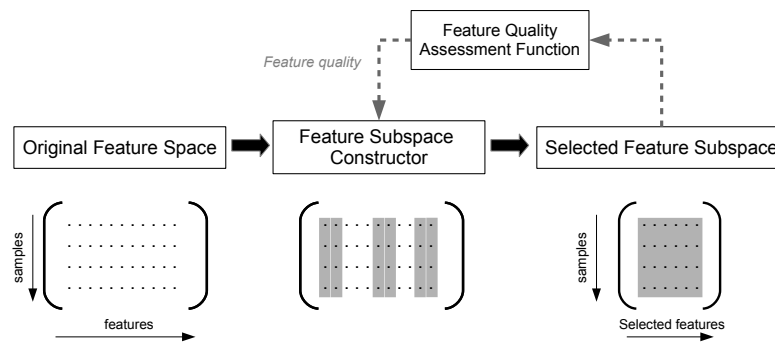 Feature Quality
Assessment Function
Feature quality
Original Feature Space
Feature Subspace
Constructor
Selected Feature Subspace
samples
features
samples
Selected features